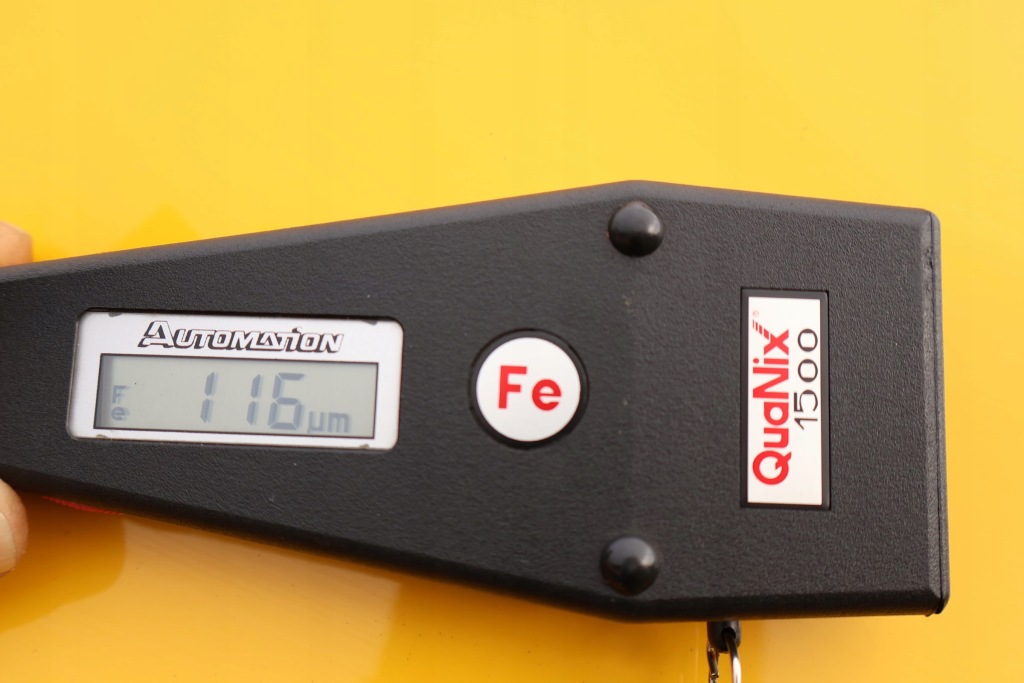 AUTOMATION
Fe 116 µm
Fe
QuaNix®
1500